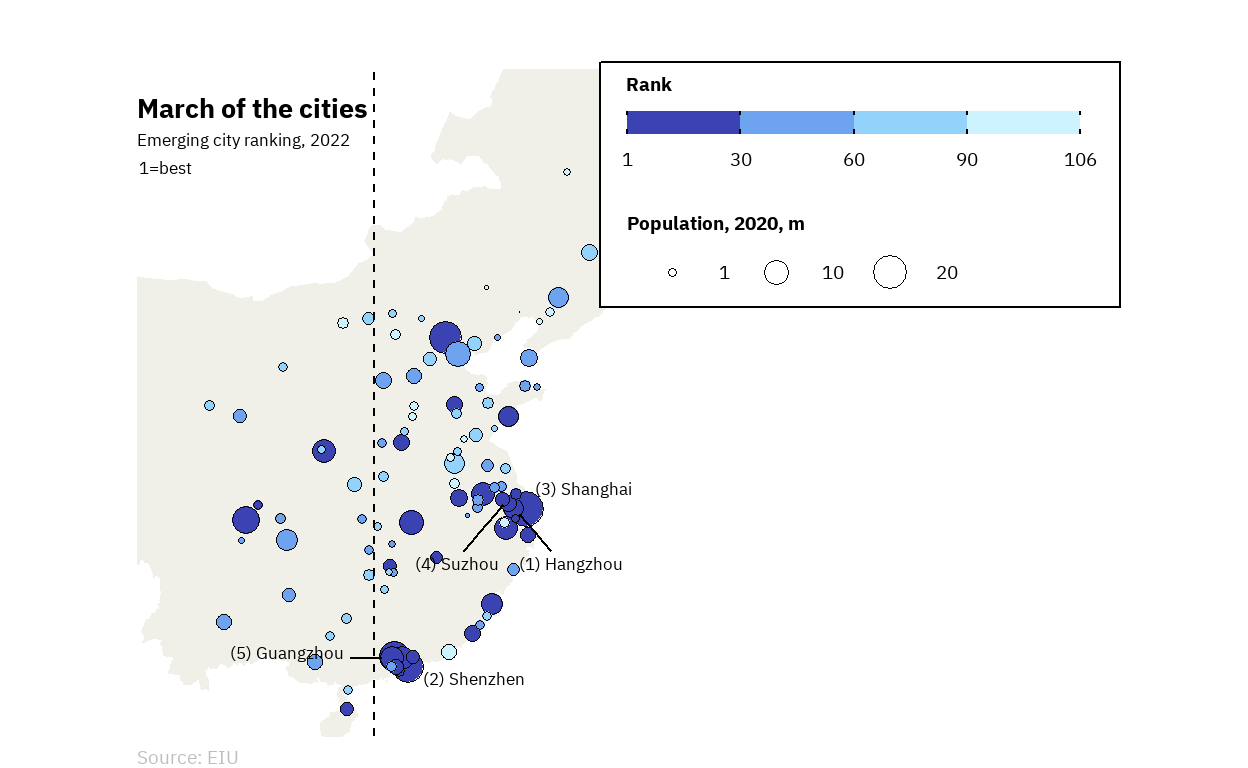 March of the cities
Emerging city ranking, 2022
1=best
Rank
1 30 60 90 106
Population, 2020, m
1 10 20
(3) Shanghai
(4) Suzhou (1) Hangzhou
(5) Guangzhou
(2) Shenzhen
Source: EIU